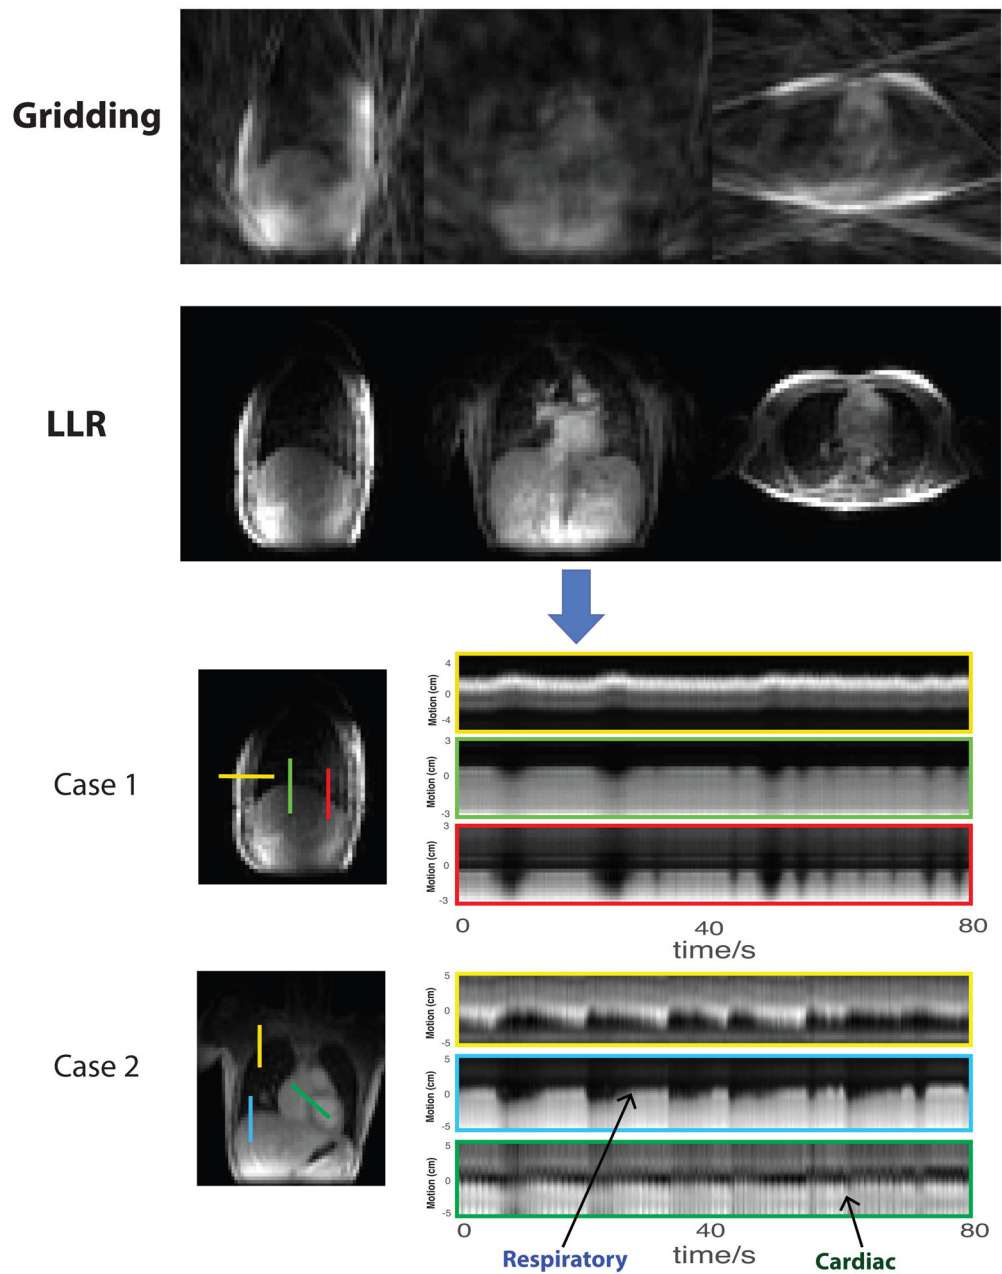 Gridding
LLR
Case 1
Motion (cm)
4
0
-4
Motion (cm)
3
0
-3
Motion (cm)
3
0
-3
0
40
80
time/s
Case 2
Motion (cm)
5
0
-5
Motion (cm)
5
0
-5
Motion (cm)
5
0
-5
0
40
80
time/s
Respiratory
Cardiac